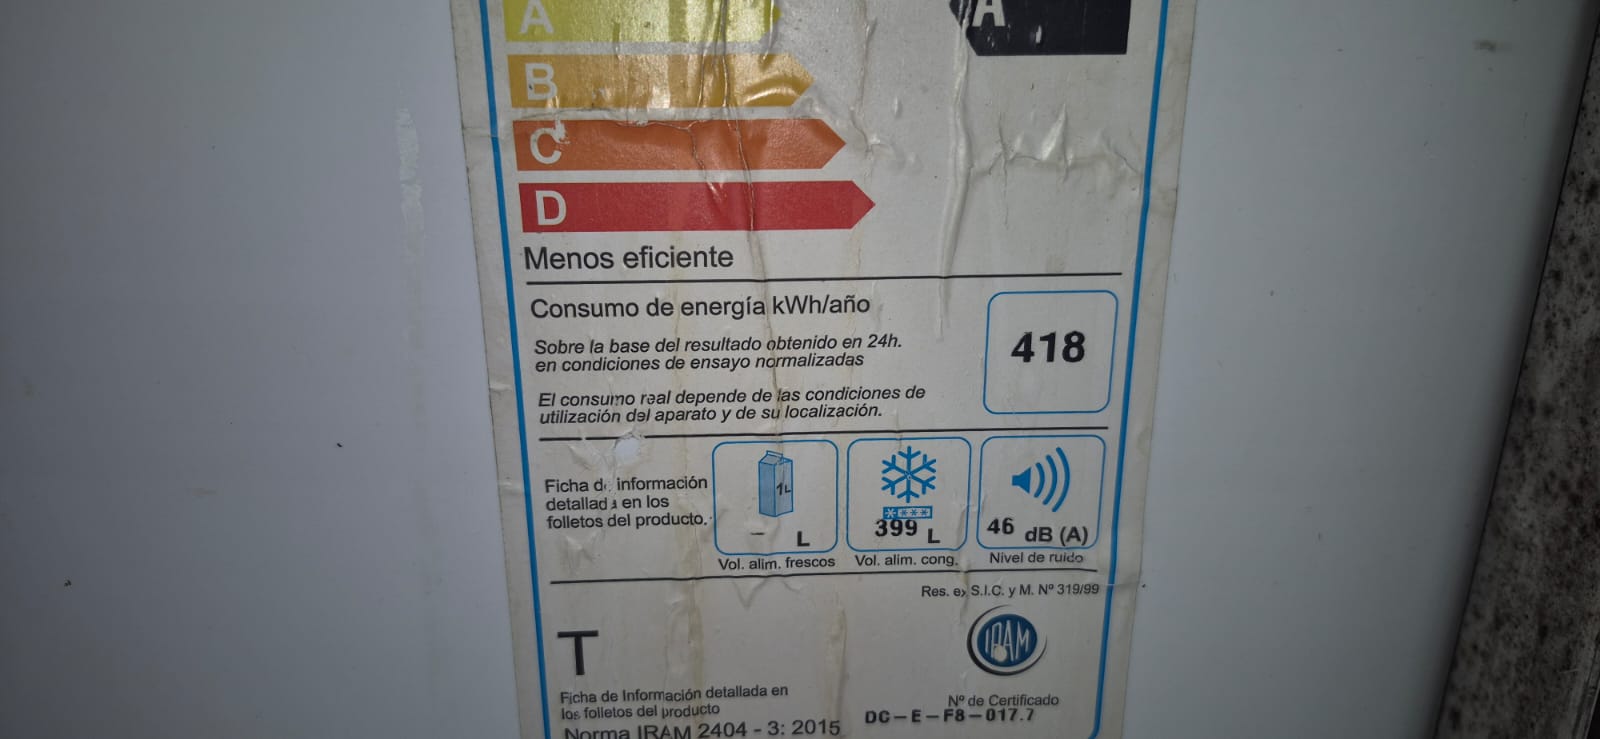 A
A
B
C
D
Menos eficiente
Consumo de energía kWh/año
Sobre la base del resultado obtenido en 24h.
en condiciones de ensayo normalizadas
418
El consumo real depende de las condiciones de
utilización del aparato y de su localización.
Ficha de información
detallada en los
folletos del producto.
1L
– L
Vol. alim. frescos
****
399 L
Vol. alim. cong.
46 dB (A)
Nivel de ruido
Res. ex S.I.C. y M. Nº 319/99
T
IRAM
Ficha de Información detallada en
los folletos del producto
Norma IRAM 2404 - 3: 2015
Nº de Certificado
DC-E-F8-017.7